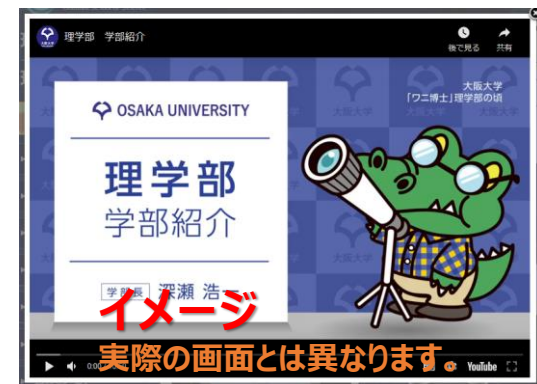 理学部 学部紹介
後で見る 共有
大阪大学
「ワニ博士」理学部の頃
OSAKA UNIVERSITY
理学部
学部紹介
学部長 深瀬 浩一
イメージ
実際の画面とは異なります
YouTube